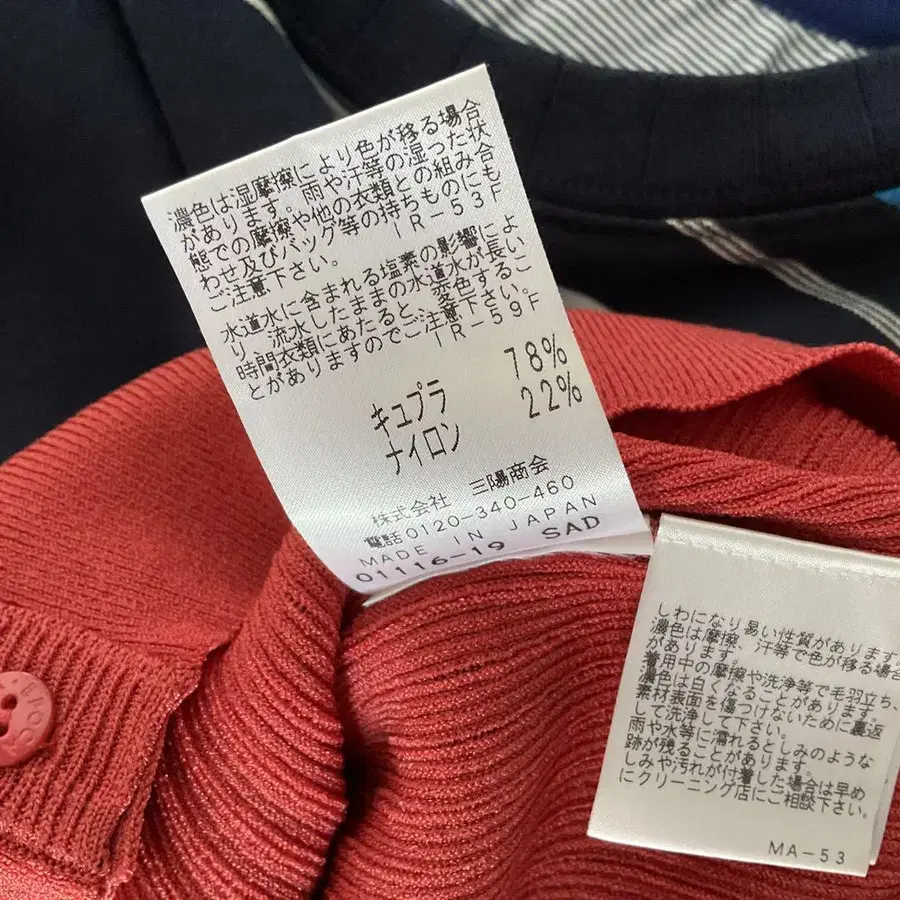 濃色は湿摩擦により色が移る場合
があります。雨や汗等の湿った状
態での摩擦や他の衣類との組み合
わせ及びバッグ等の持ちものにも
ご注意下さい。
IR-53F
水道水に含まれる塩素の影響によ
り、流水したままの水道水が長い
時間衣類にあたると、変色するこ
とがありますのでご注意下さい。
IR-59F
キュプラ 78%
ナイロン 22%
株式会社 三陽商会
電話0120-340-460
MADE IN JAPAN
01116-19 SAD
しわになり易い性質があります。
濃色は摩擦、汗等で色が移る場合
があります。
着用中の摩擦や洗浄等で毛羽立ち、
濃色は白くなることがあります。
素材表面を傷つけないために裏返
して洗浄して下さい。
雨や水等に濡れるとしみのような
跡が残ることがあります。
しみや汚れが付着した場合は早め
にクリーニング店にご相談下さい。
MA-53